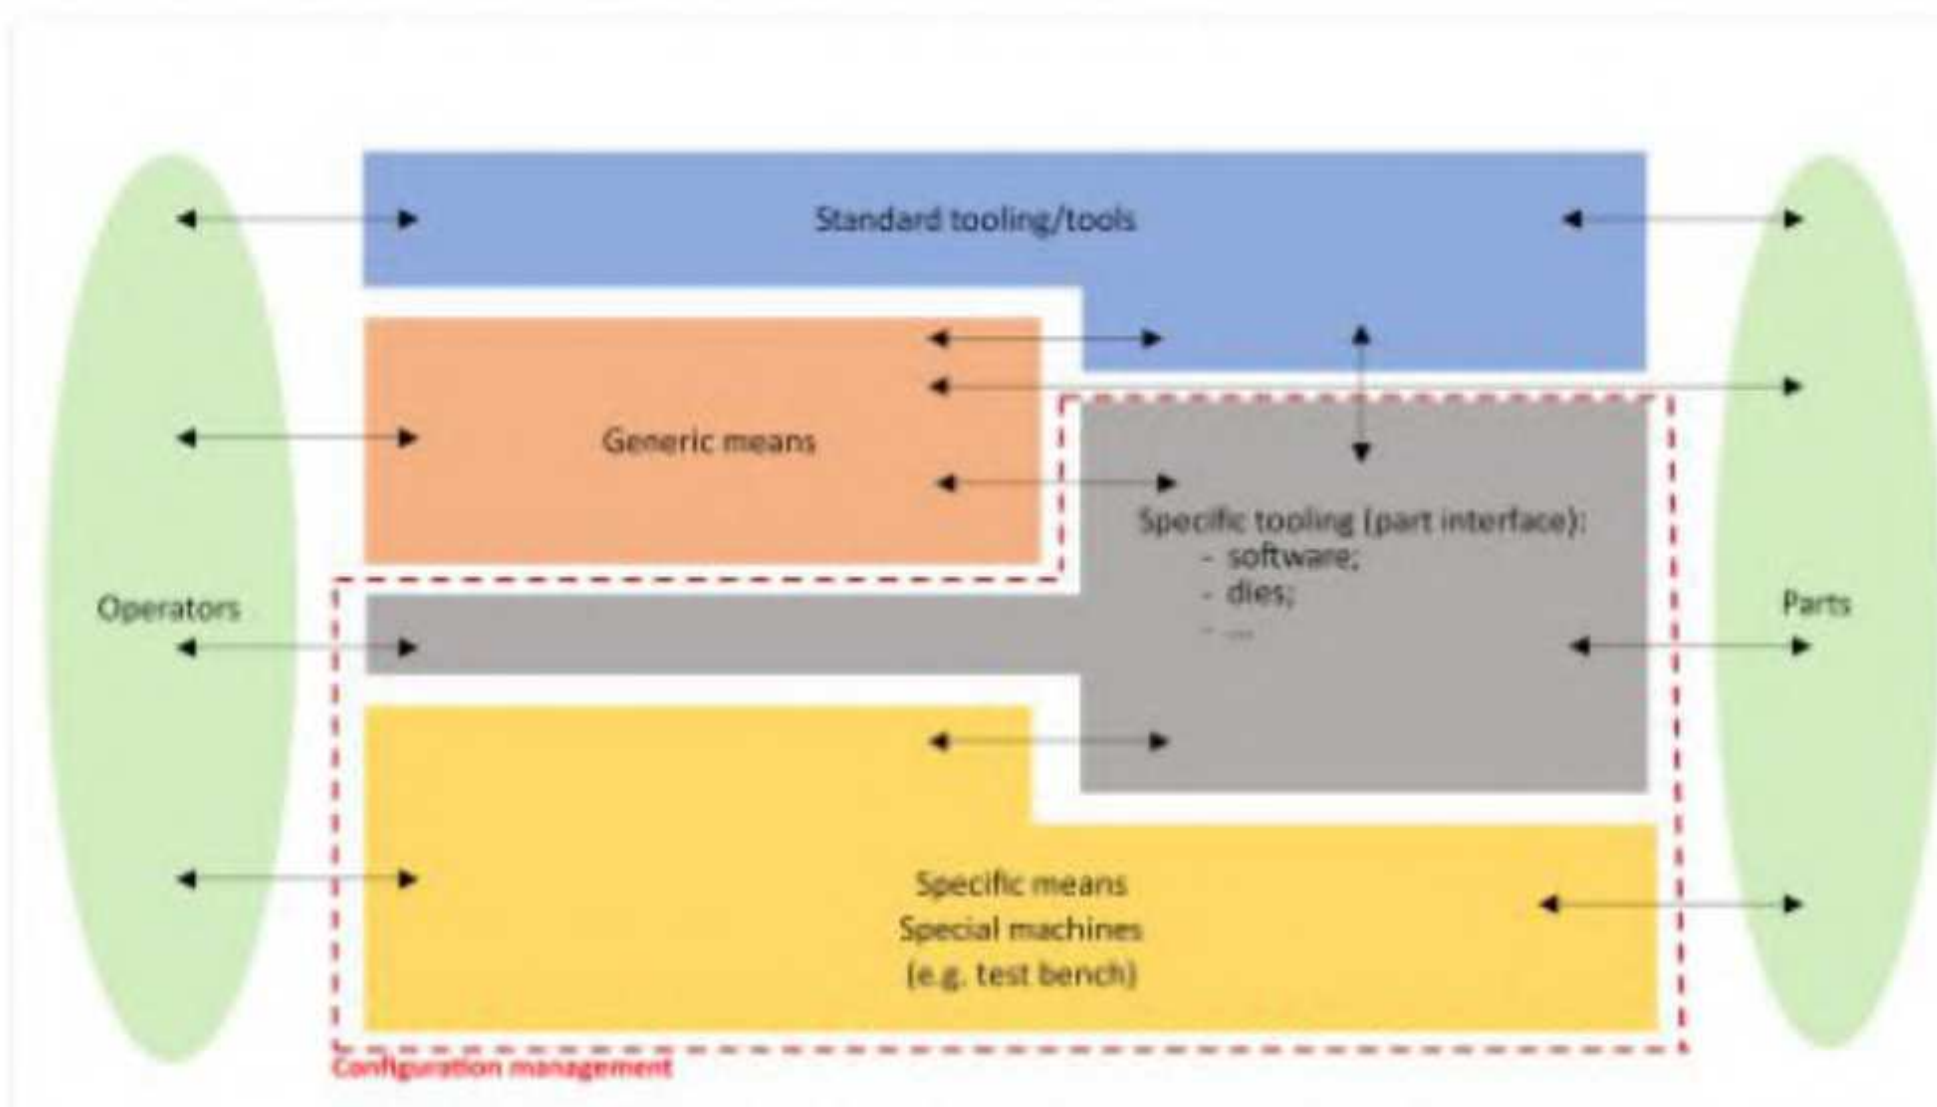 Standard tooling/tools
Generic means
Specific tooling (part interface):
- software;
- dies;
- ...
Operators
Parts
Specific means
Special machines
(e.g. test bench)
Configuration management